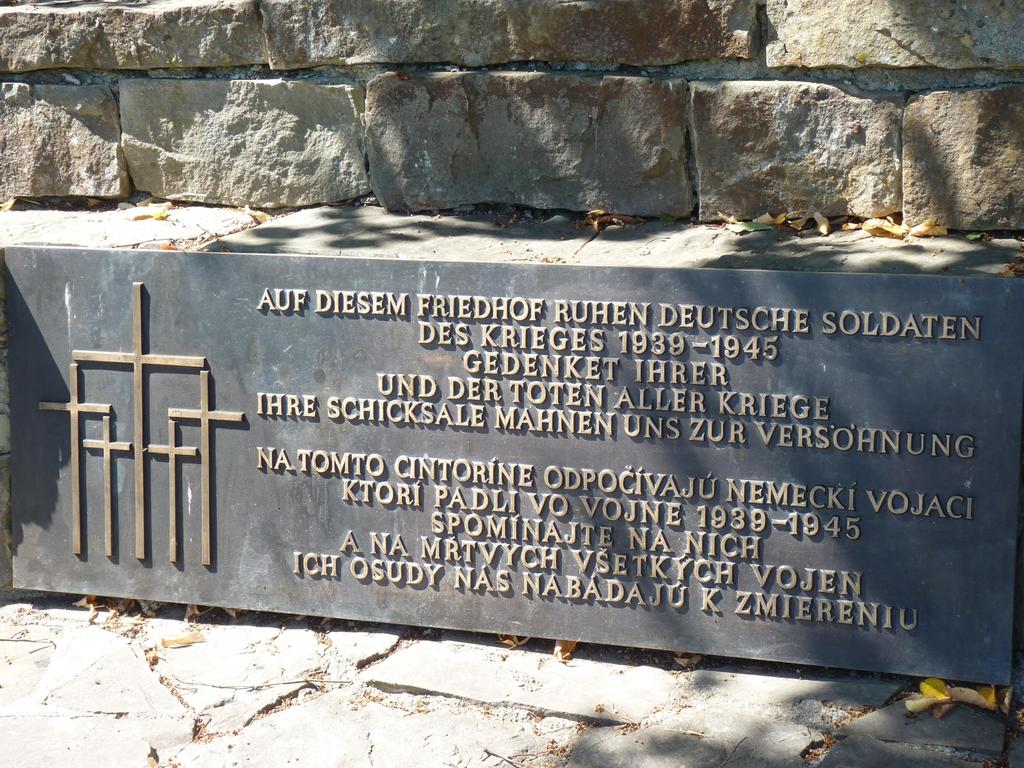 AUF DIESEM FRIEDHOF RUHEN DEUTSCHE SOLDATEN
DES KRIEGES 1939-1945
GEDENKET IHRER
UND DER TOTEN ALLER KRIEGE
IHRE SCHICKSALE MAHNEN UNS ZUR VERSÖHNUNG
NA TOMTO CINTORÍNE ODPOČÍVAJÚ NEMECKÍ VOJACI
KTORÍ PADLI VO VOJNE 1939-1945
SPOMÍNAJTE NA NICH
A NA MŔTVYCH VŠETKÝCH VOJEN
ICH OSUDY NÁS NABÁDAJÚ K ZMIERENIU